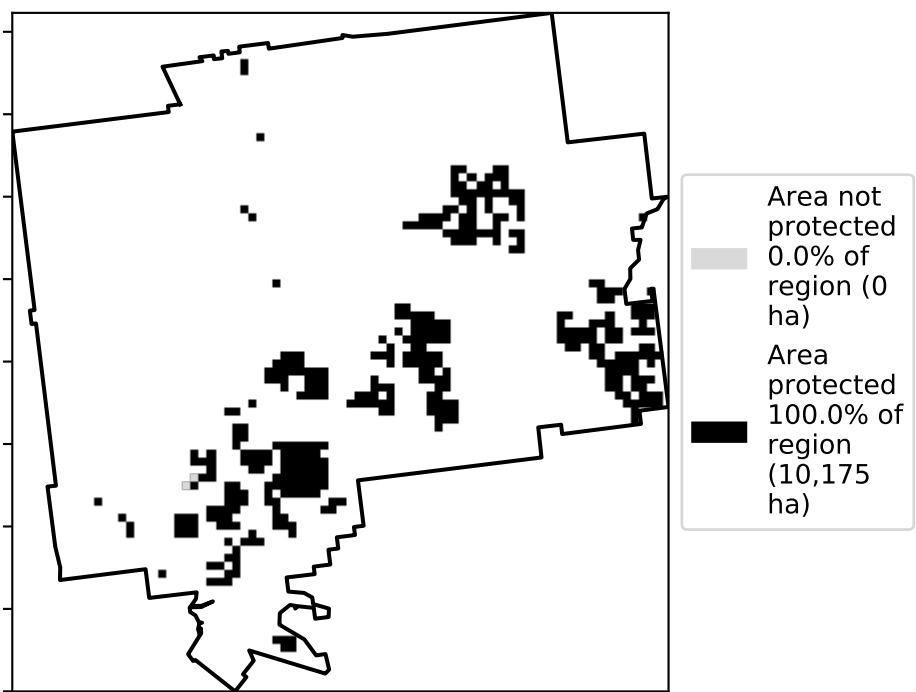 Area not
protected
0.0% of
region (0
ha)
Area
protected
100.0% of
region
(10,175
ha)